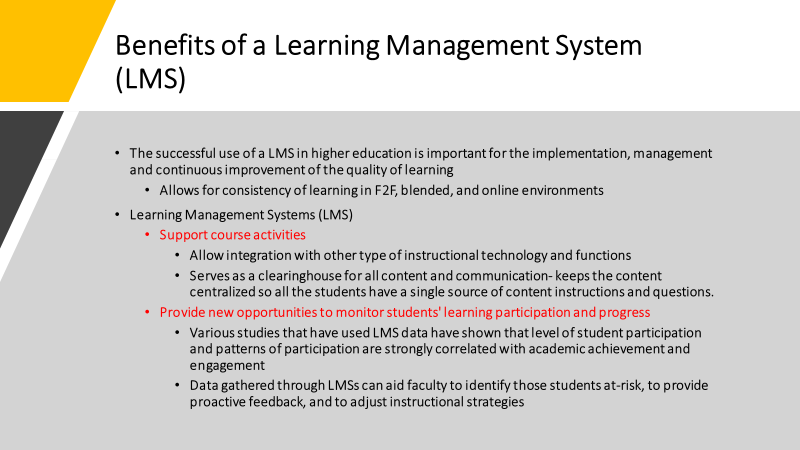 Benefits of a Learning Management System
(LMS)
• The successful use of a LMS in higher education is important for the implementation, management
and continuous improvement of the quality of learning
• Allows for consistency of learning in F2F, blended, and online environments
• Learning Management Systems (LMS)
• Support course activities
• Allow integration with other type of instructional technology and functions
• Serves as a clearinghouse for all content and communication- keeps the content
centralized so all the students have a single source of content instructions and questions.
• Provide new opportunities to monitor students' learning participation and progress
• Various studies that have used LMS data have shown that level of student participation
and patterns of participation are strongly correlated with academic achievement and
engagement
• Data gathered through LMSs can aid faculty to identify those students at-risk, to provide
proactive feedback, and to adjust instructional strategies